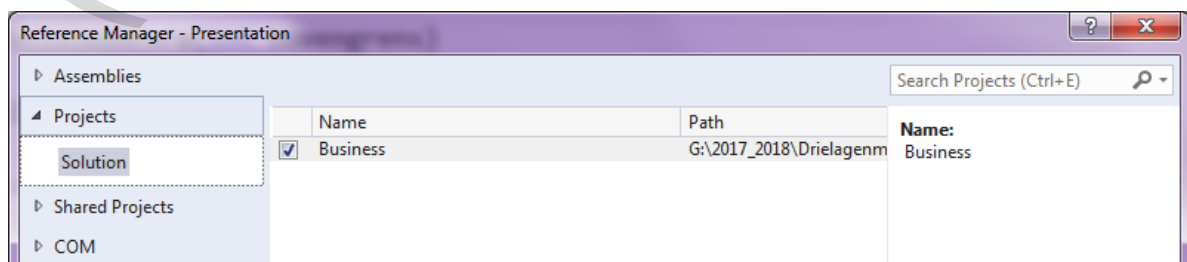 Reference Manager - Presentation
Assemblies
Search Projects (Ctrl+E)
Projects
Name Path
Name:
Business G:\2017_2018\Drielagenm
Business
Solution
Shared Projects
COM